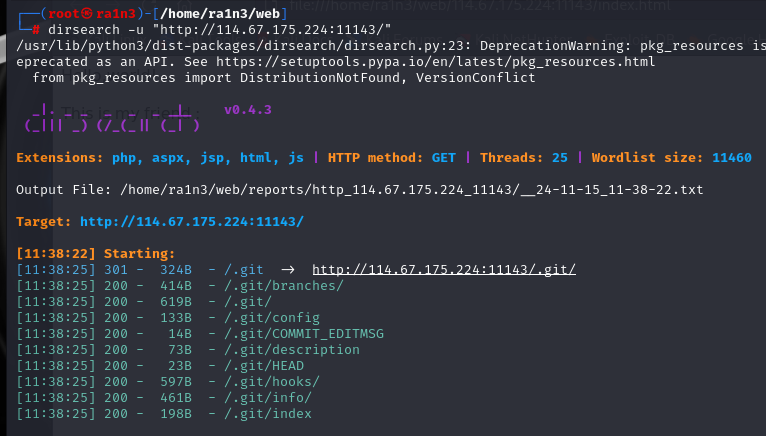 ┌──(root㉿ra1n3)-[/home/ra1n3/web]
└─# dirsearch -u "http://114.67.175.224:11143/"
/usr/lib/python3/dist-packages/dirsearch/dirsearch.py:23: DeprecationWarning: pkg_resources is
eprecated as an API. See https://setuptools.pypa.io/en/latest/pkg_resources.html
  from pkg_resources import DistributionNotFound, VersionConflict
  _|. _ _  _  _  _ _|_    v0.4.3
 (_||| _) (/_(_|| (_| )
Extensions: php, aspx, jsp, html, js | HTTP method: GET | Threads: 25 | Wordlist size: 11460
Output File: /home/ra1n3/web/reports/http_114.67.175.224_11143/__24-11-15_11-38-22.txt
Target: http://114.67.175.224:11143/
[11:38:22] Starting:
[11:38:25] 301 -  324B  - /.git  ->  http://114.67.175.224:11143/.git/
[11:38:25] 200 -  414B  - /.git/branches/
[11:38:25] 200 -  619B  - /.git/
[11:38:25] 200 -  133B  - /.git/config
[11:38:25] 200 -   14B  - /.git/COMMIT_EDITMSG
[11:38:25] 200 -   73B  - /.git/description
[11:38:25] 200 -   23B  - /.git/HEAD
[11:38:25] 200 -  597B  - /.git/hooks/
[11:38:25] 200 -  461B  - /.git/info/
[11:38:25] 200 -  198B  - /.git/index